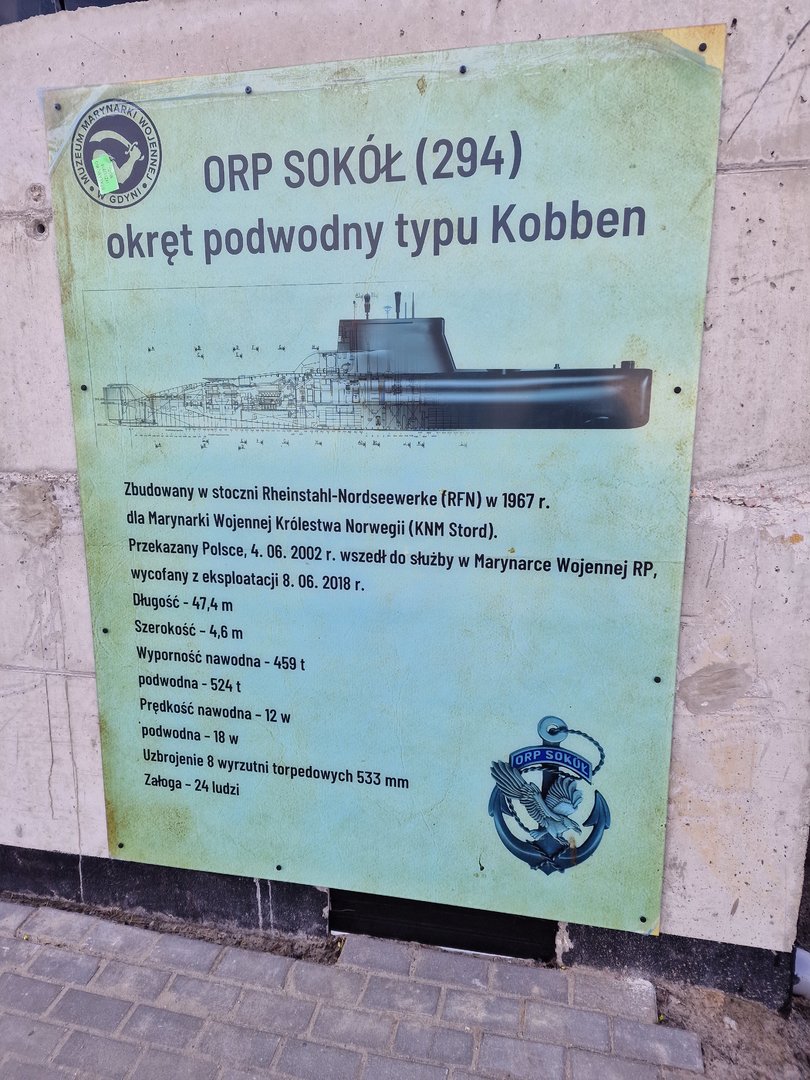 MUZEUM MARYNARKI WOJENNEJ
W GDYNI
ORP SOKÓŁ (294)
okręt podwodny typu Kobben
Zbudowany w stoczni Rheinstahl-Nordseewerke (RFN) w 1967 r.
dla Marynarki Wojennej Królestwa Norwegii (KNM Stord).
Przekazany Polsce, 4. 06. 2002 r. wszedł do służby w Marynarce Wojennej RP,
wycofany z eksploatacji 8. 06. 2018 r.
Długość - 47,4 m
Szerokość - 4,6 m
Wyporność nawodna - 459 t
podwodna - 524 t
Prędkość nawodna - 12 w
podwodna - 18 w
Uzbrojenie 8 wyrzutni torpedowych 533 mm
Załoga - 24 ludzi
ORP SOKÓŁ